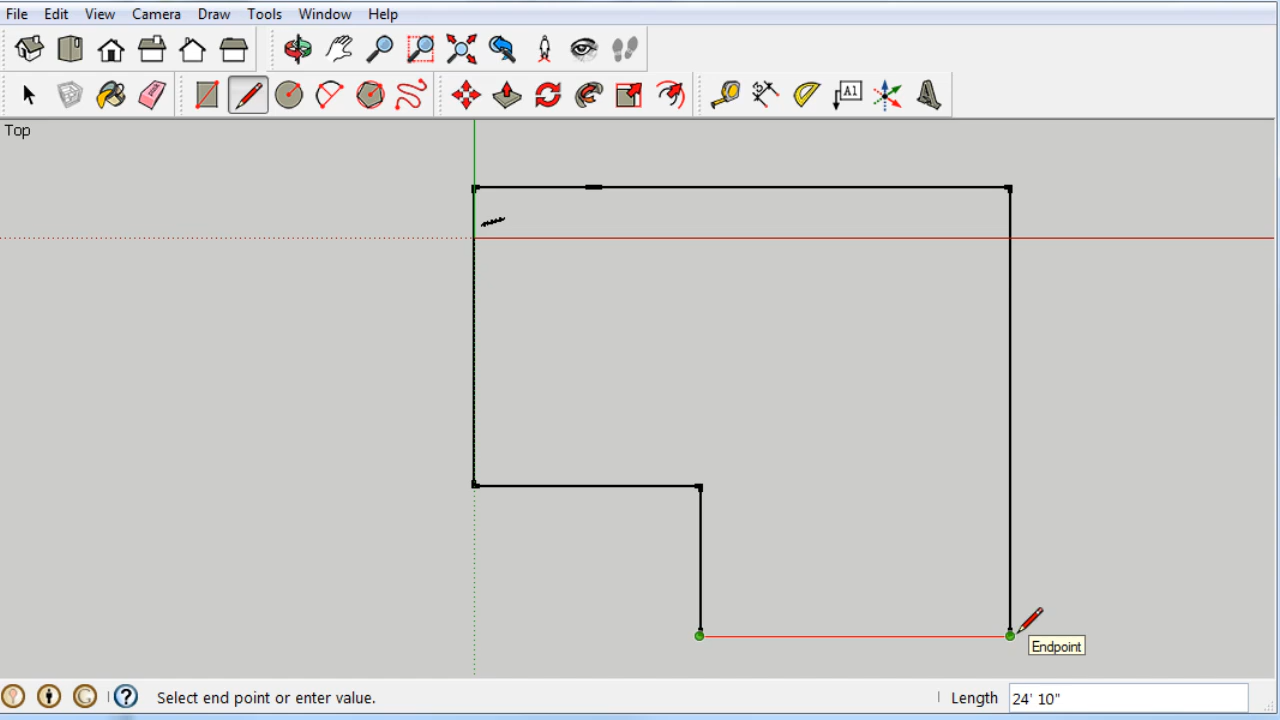 File Edit View Camera Draw Tools Window Help
A1
Top
Endpoint
Select end point or enter value. Length 24' 10"